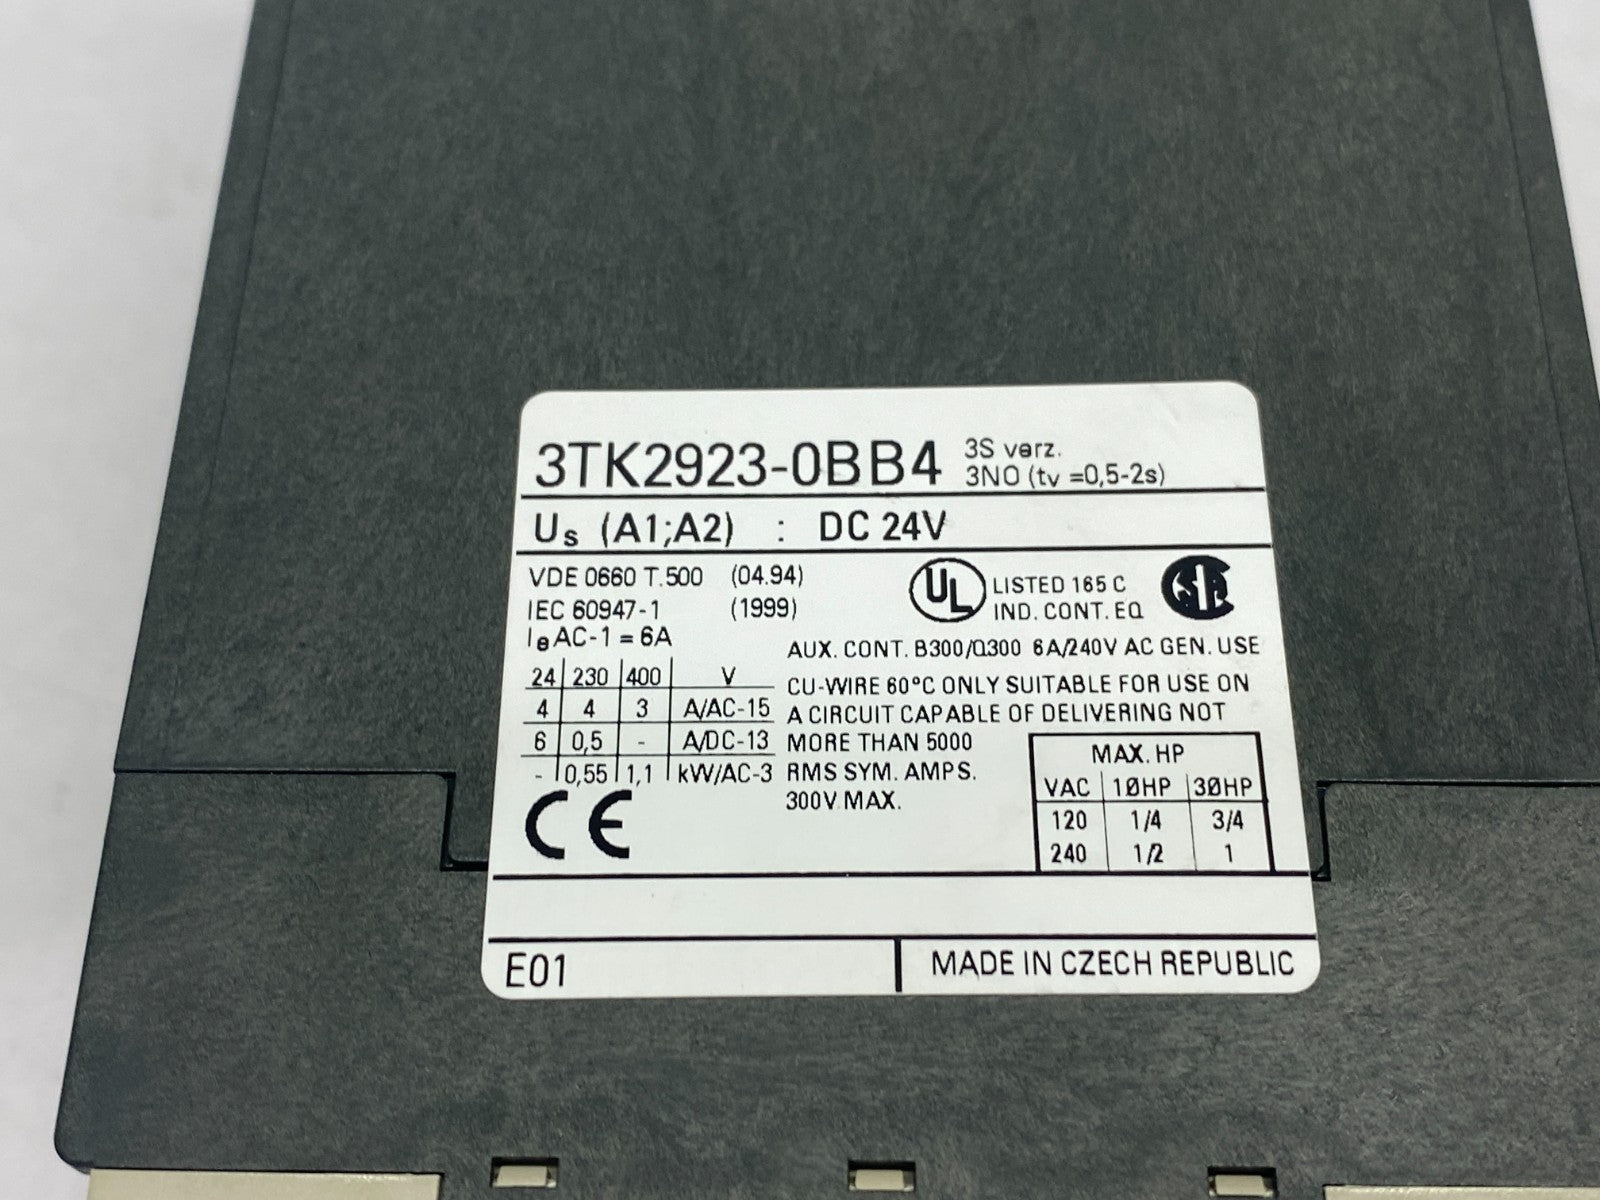 3TK2923-0BB4 3S verz.
3NO (tv =0,5-2s)
Us (A1;A2) : DC 24V
VDE 0660 T.500 (04.94)
IEC 60947-1 (1999)
Ie AC-1 = 6A
UL LISTED 165 C
IND. CONT. EQ
AUX. CONT. B300/Q300 6A/240V AC GEN. USE
24 230 400 V
4 4 3 A/AC-15
6 0,5 - A/DC-13
- 0,55 1,1 kW/AC-3
CU-WIRE 60°C ONLY SUITABLE FOR USE ON
A CIRCUIT CAPABLE OF DELIVERING NOT
MORE THAN 5000
RMS SYM. AMPS.
300V MAX.
MAX. HP
VAC 1ØHP 3ØHP
120 1/4 3/4
240 1/2 1
CE
E01
MADE IN CZECH REPUBLIC